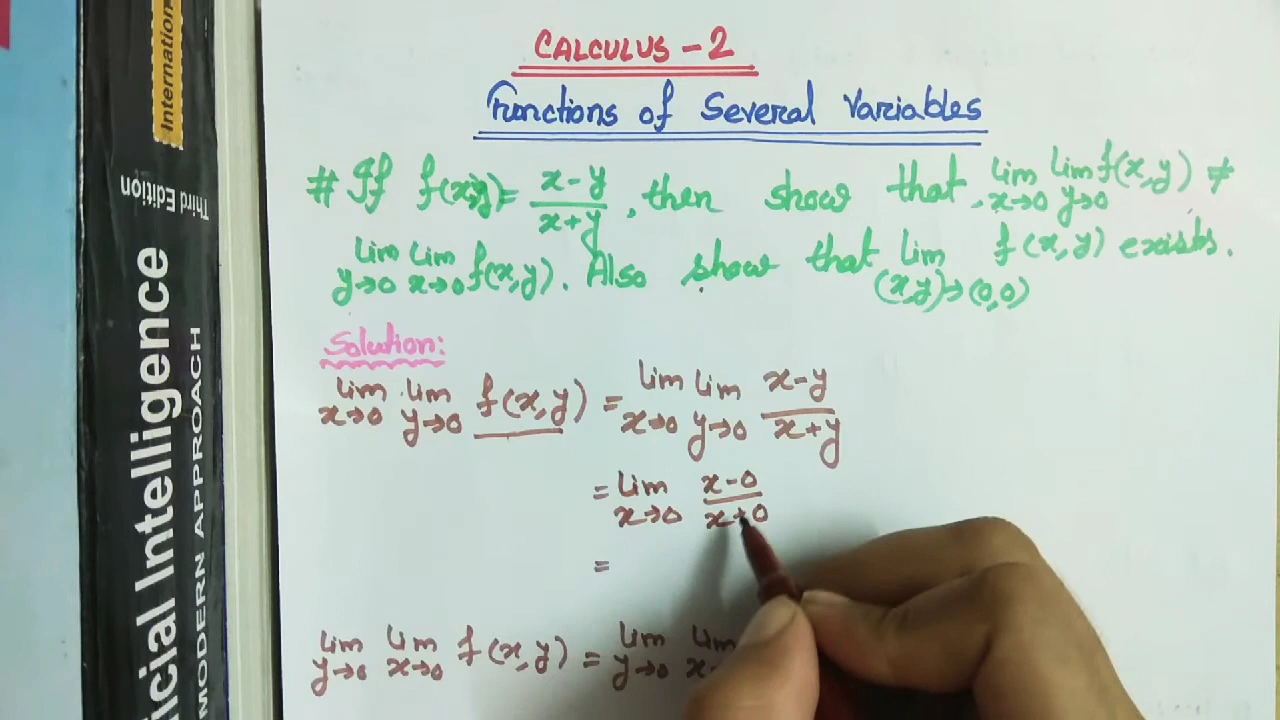 CALCULUS - 2
Functions of Several Variables
# If f(x,y) = x-y / x+y , then show that lim x→0 lim y→0 f(x,y) ≠
lim y→0 lim x→0 f(x,y). Also show that lim (x,y)→(0,0) f(x,y) exists.
Solution:
lim x→0 lim y→0 f(x,y) = lim x→0 lim y→0 x-y / x+y
= lim x→0 x-0 / x+0
=
lim y→0 lim x→0 f(x,y) = lim y→0 lim
International
Third Edition
ficial Intelligence
MODERN APPROACH